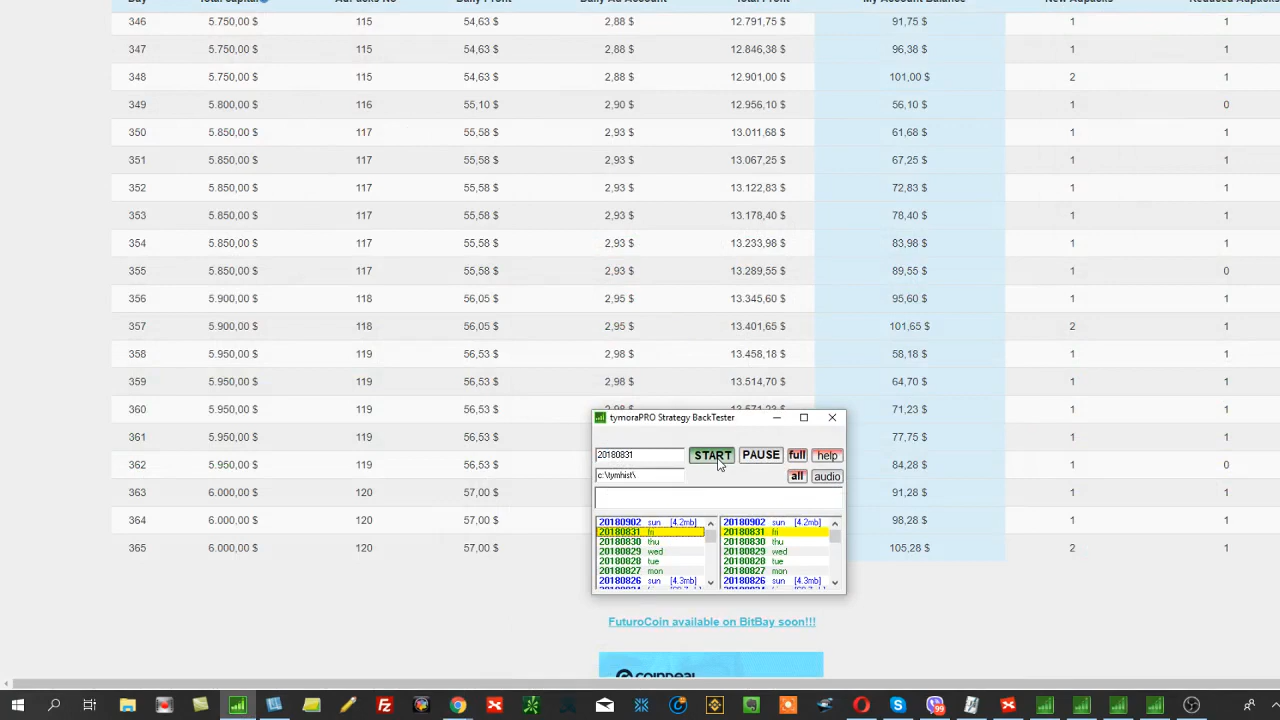 Day Total capital AdPacks No Daily Profit Daily Ad Account Total Profit My Account Balance New Adpacks Reduced Adpacks
346 5.750,00 $ 115 54,63 $ 2,88 $ 12.791,75 $ 91,75 $ 1 1
347 5.750,00 $ 115 54,63 $ 2,88 $ 12.846,38 $ 96,38 $ 1 1
348 5.750,00 $ 115 54,63 $ 2,88 $ 12.901,00 $ 101,00 $ 2 1
349 5.800,00 $ 116 55,10 $ 2,90 $ 12.956,10 $ 56,10 $ 1 0
350 5.850,00 $ 117 55,58 $ 2,93 $ 13.011,68 $ 61,68 $ 1 1
351 5.850,00 $ 117 55,58 $ 2,93 $ 13.067,25 $ 67,25 $ 1 1
352 5.850,00 $ 117 55,58 $ 2,93 $ 13.122,83 $ 72,83 $ 1 1
353 5.850,00 $ 117 55,58 $ 2,93 $ 13.178,40 $ 78,40 $ 1 1
354 5.850,00 $ 117 55,58 $ 2,93 $ 13.233,98 $ 83,98 $ 1 1
355 5.850,00 $ 117 55,58 $ 2,93 $ 13.289,55 $ 89,55 $ 1 0
356 5.900,00 $ 118 56,05 $ 2,95 $ 13.345,60 $ 95,60 $ 1 1
357 5.900,00 $ 118 56,05 $ 2,95 $ 13.401,65 $ 101,65 $ 2 1
358 5.950,00 $ 119 56,53 $ 2,98 $ 13.458,18 $ 58,18 $ 1 1
359 5.950,00 $ 119 56,53 $ 2,98 $ 13.514,70 $ 64,70 $ 1 1
360 5.950,00 $ 119 56,53 $ 2,98 $ 13.571,23 $ 71,23 $ 1 1
361 5.950,00 $ 119 56,53 $ 77,75 $ 1 1
362 5.950,00 $ 119 56,53 $ 84,28 $ 1 0
363 6.000,00 $ 120 57,00 $ 91,28 $ 1 1
364 6.000,00 $ 120 57,00 $ 98,28 $ 1 1
365 6.000,00 $ 120 57,00 $ 105,28 $ 2 1
tymoraPRO Strategy BackTester
20180831 START PAUSE full help
c:\tymhist\ all audio
20180902 sun [4.2mb] 20180902 sun [4.2mb]
20180831 fri 20180831 fri
20180830 thu 20180830 thu
20180829 wed 20180829 wed
20180828 tue 20180828 tue
20180827 mon 20180827 mon
20180826 sun [4.3mb] 20180826 sun [4.3mb]
FuturoCoin available on BitBay soon!!!
coindeal
99